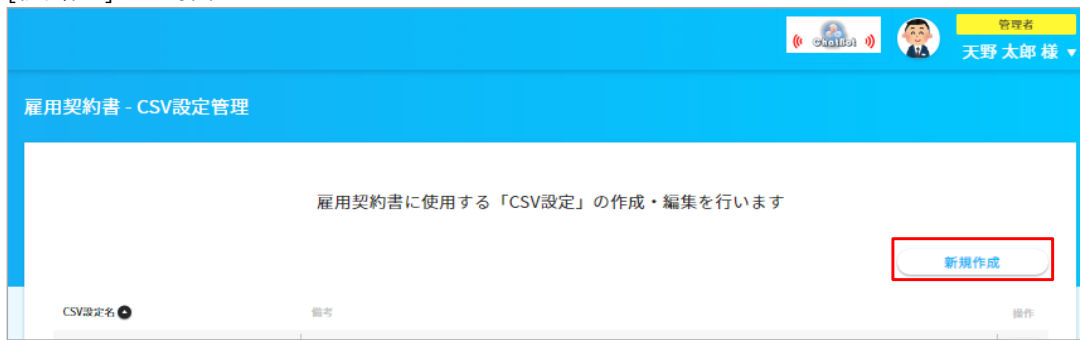 ChatBot
管理者
天野 太郎 様 ▼
雇用契約書 - CSV設定管理
雇用契約書に使用する「CSV設定」の作成・編集を行います
新規作成
CSV設定名 備考 操作